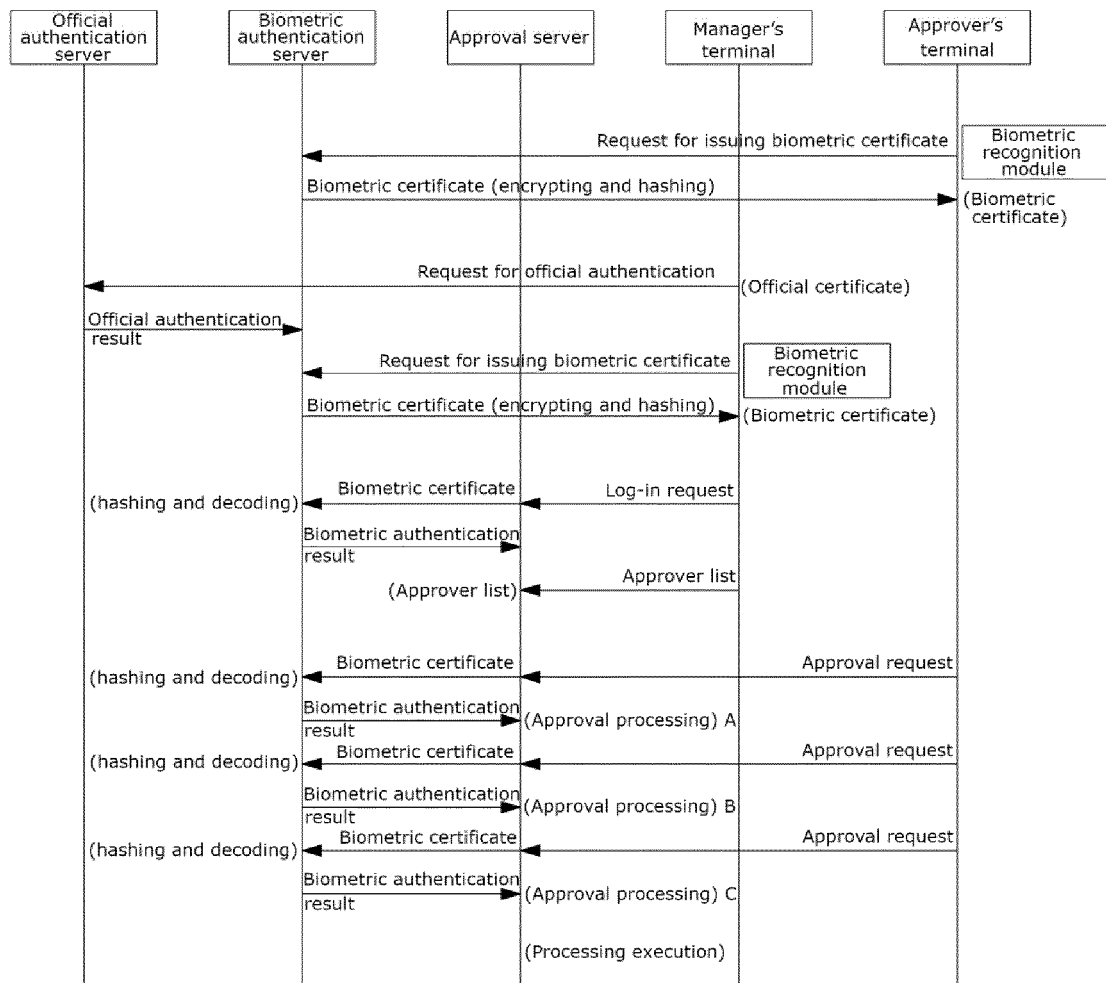 Official
authentication
server
Biometric
authentication
server
Approval server
Manager's
terminal
Approver's
terminal
Request for issuing biometric certificate
Biometric
recognition
module
Biometric certificate (encrypting and hashing)
(Biometric
certificate)
Request for official authentication
(Official certificate)
Official authentication
result
Request for issuing biometric certificate
Biometric
recognition
module
Biometric certificate (encrypting and hashing)
(Biometric certificate)
(hashing and decoding)
Biometric certificate
Log-in request
Biometric authentication
result
(Approver list)
Approver list
(hashing and decoding)
Biometric certificate
Approval request
Biometric authentication
result
(Approval processing) A
(hashing and decoding)
Biometric certificate
Approval request
Biometric authentication
result
(Approval processing) B
(hashing and decoding)
Biometric certificate
Approval request
Biometric authentication
result
(Approval processing) C
(Processing execution)